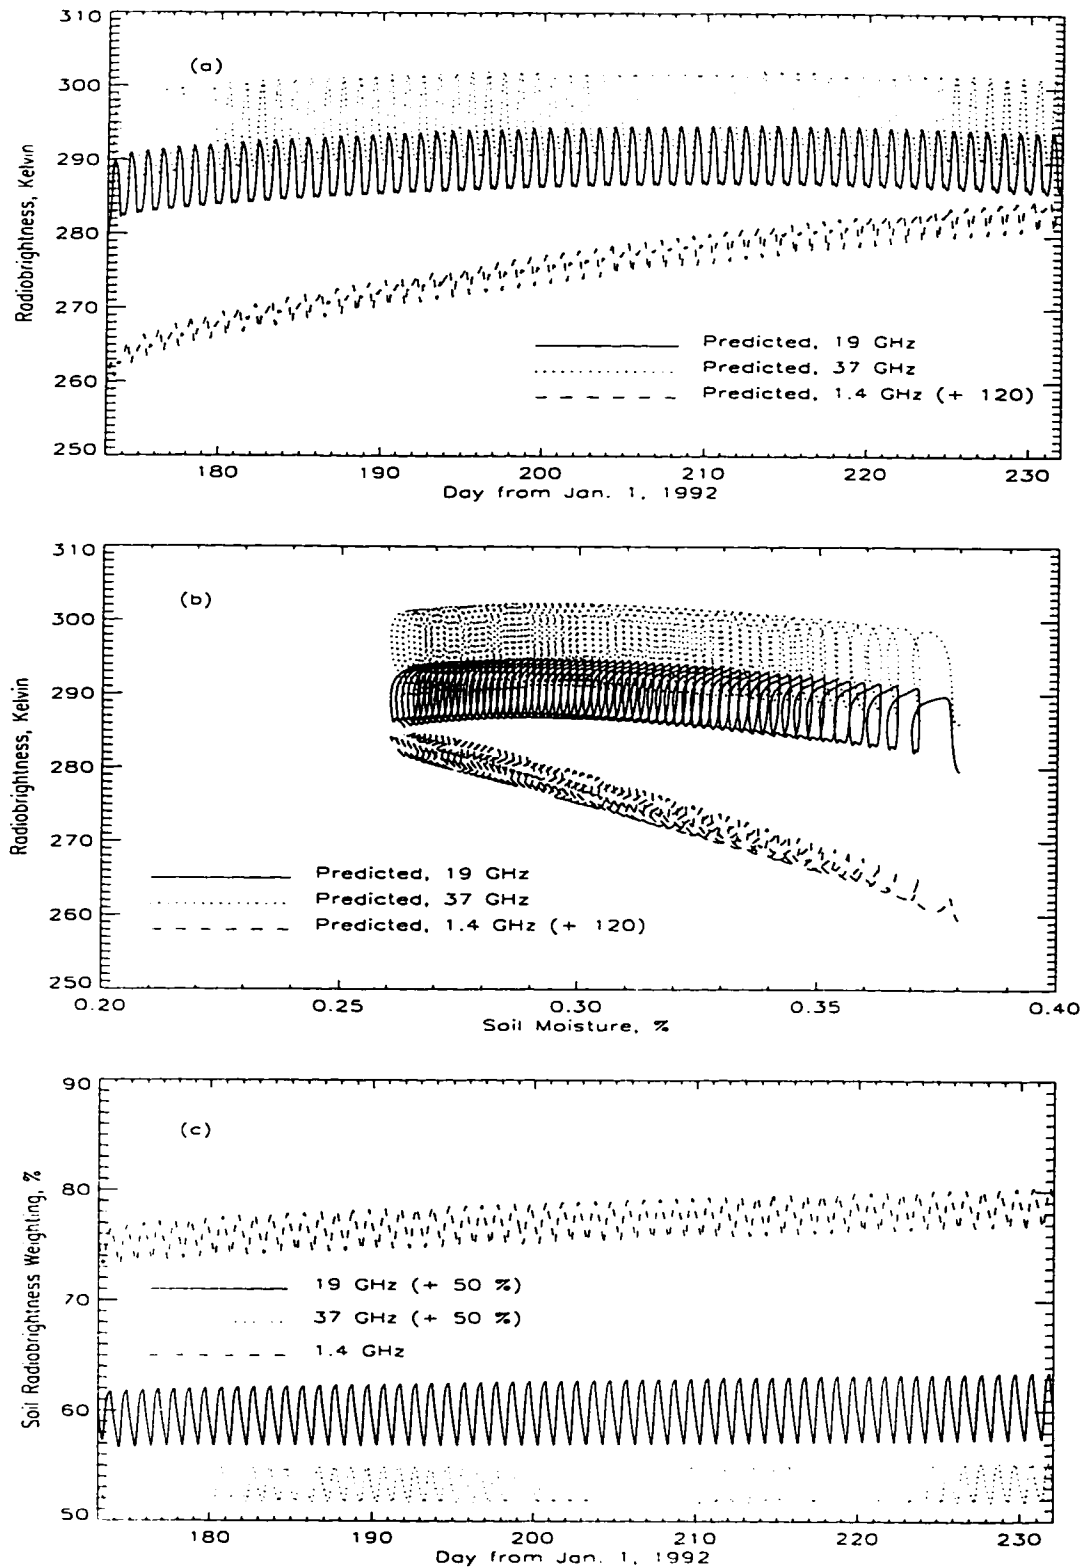 310
(a)
300
290
280
270
260
250
Radiobrightness, Kelvin
Predicted, 19 GHz
Predicted, 37 GHz
Predicted, 1.4 GHz (+ 120)
180 190 200 210 220 230
Day from Jan. 1, 1992
310
(b)
300
290
280
270
260
250
Radiobrightness, Kelvin
Predicted, 19 GHz
Predicted, 37 GHz
Predicted, 1.4 GHz (+ 120)
0.20 0.25 0.30 0.35 0.40
Soil Moisture, %
90
(c)
80
70
60
50
Soil Radiobrightness Weighting, %
19 GHz (+ 50 %)
37 GHz (+ 50 %)
1.4 GHz
180 190 200 210 220 230
Day from Jan. 1, 1992